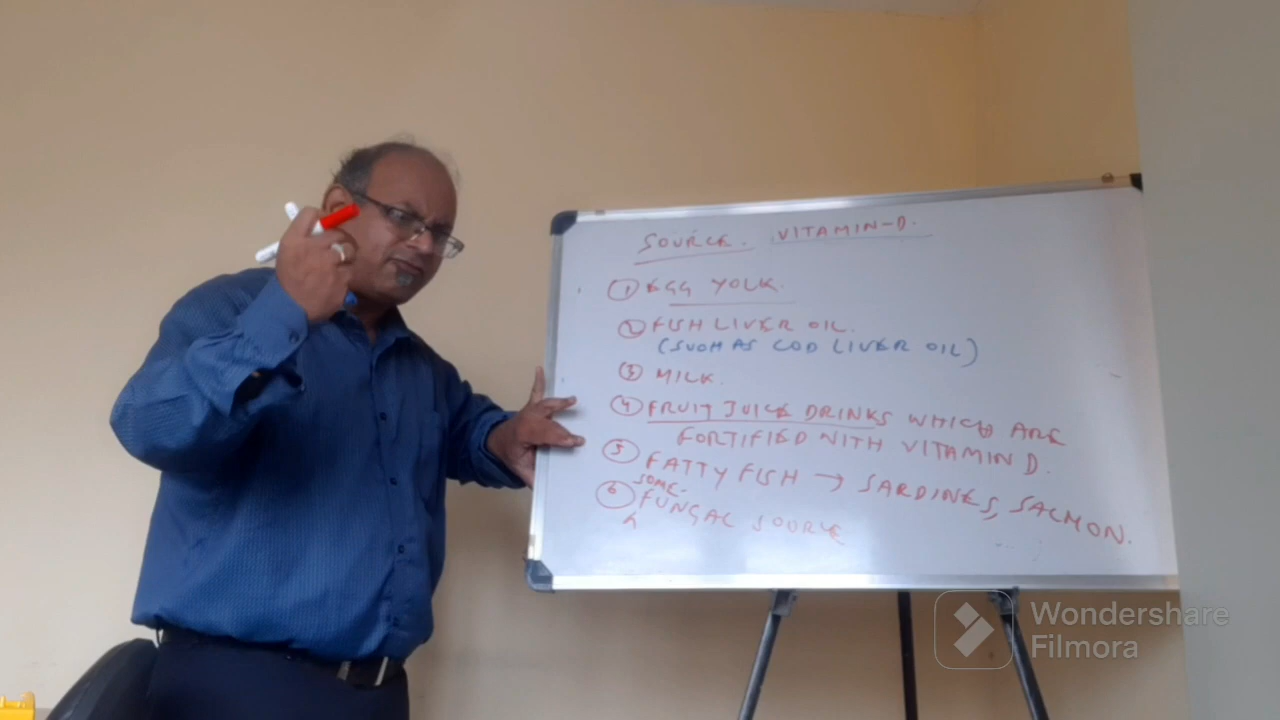 SOURCE. VITAMIN-D.
① EGG YOLK.
② FISH LIVER OIL.
(SUCH AS COD LIVER OIL)
③ MILK.
④ FRUIT JUICE DRINKS WHICH ARE
FORTIFIED WITH VITAMIN D.
⑤ FATTY FISH → SARDINES, SALMON.
SOME
⑥ FUNGAL SOURCE
Wondershare
Filmora